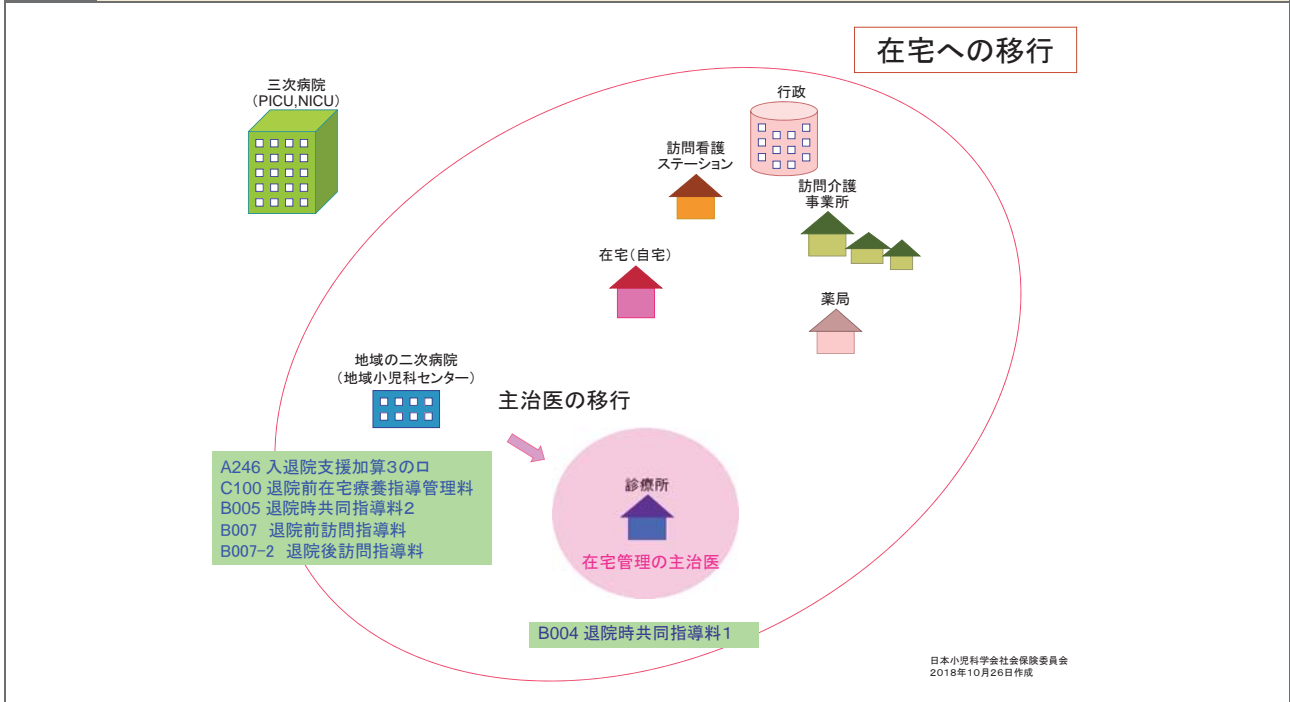 在宅への移行
三次病院
(PICU,NICU)
行政
訪問看護
ステーション
訪問介護
事業所
在宅(自宅)
薬局
地域の二次病院
(地域小児科センター)
主治医の移行
A246 入退院支援加算3のロ
C100 退院前在宅療養指導管理料
B005 退院時共同指導料2
B007 退院前訪問指導料
B007-2 退院後訪問指導料
診療所
在宅管理の主治医
B004 退院時共同指導料1
日本小児科学会社会保険委員会
2018年10月26日作成